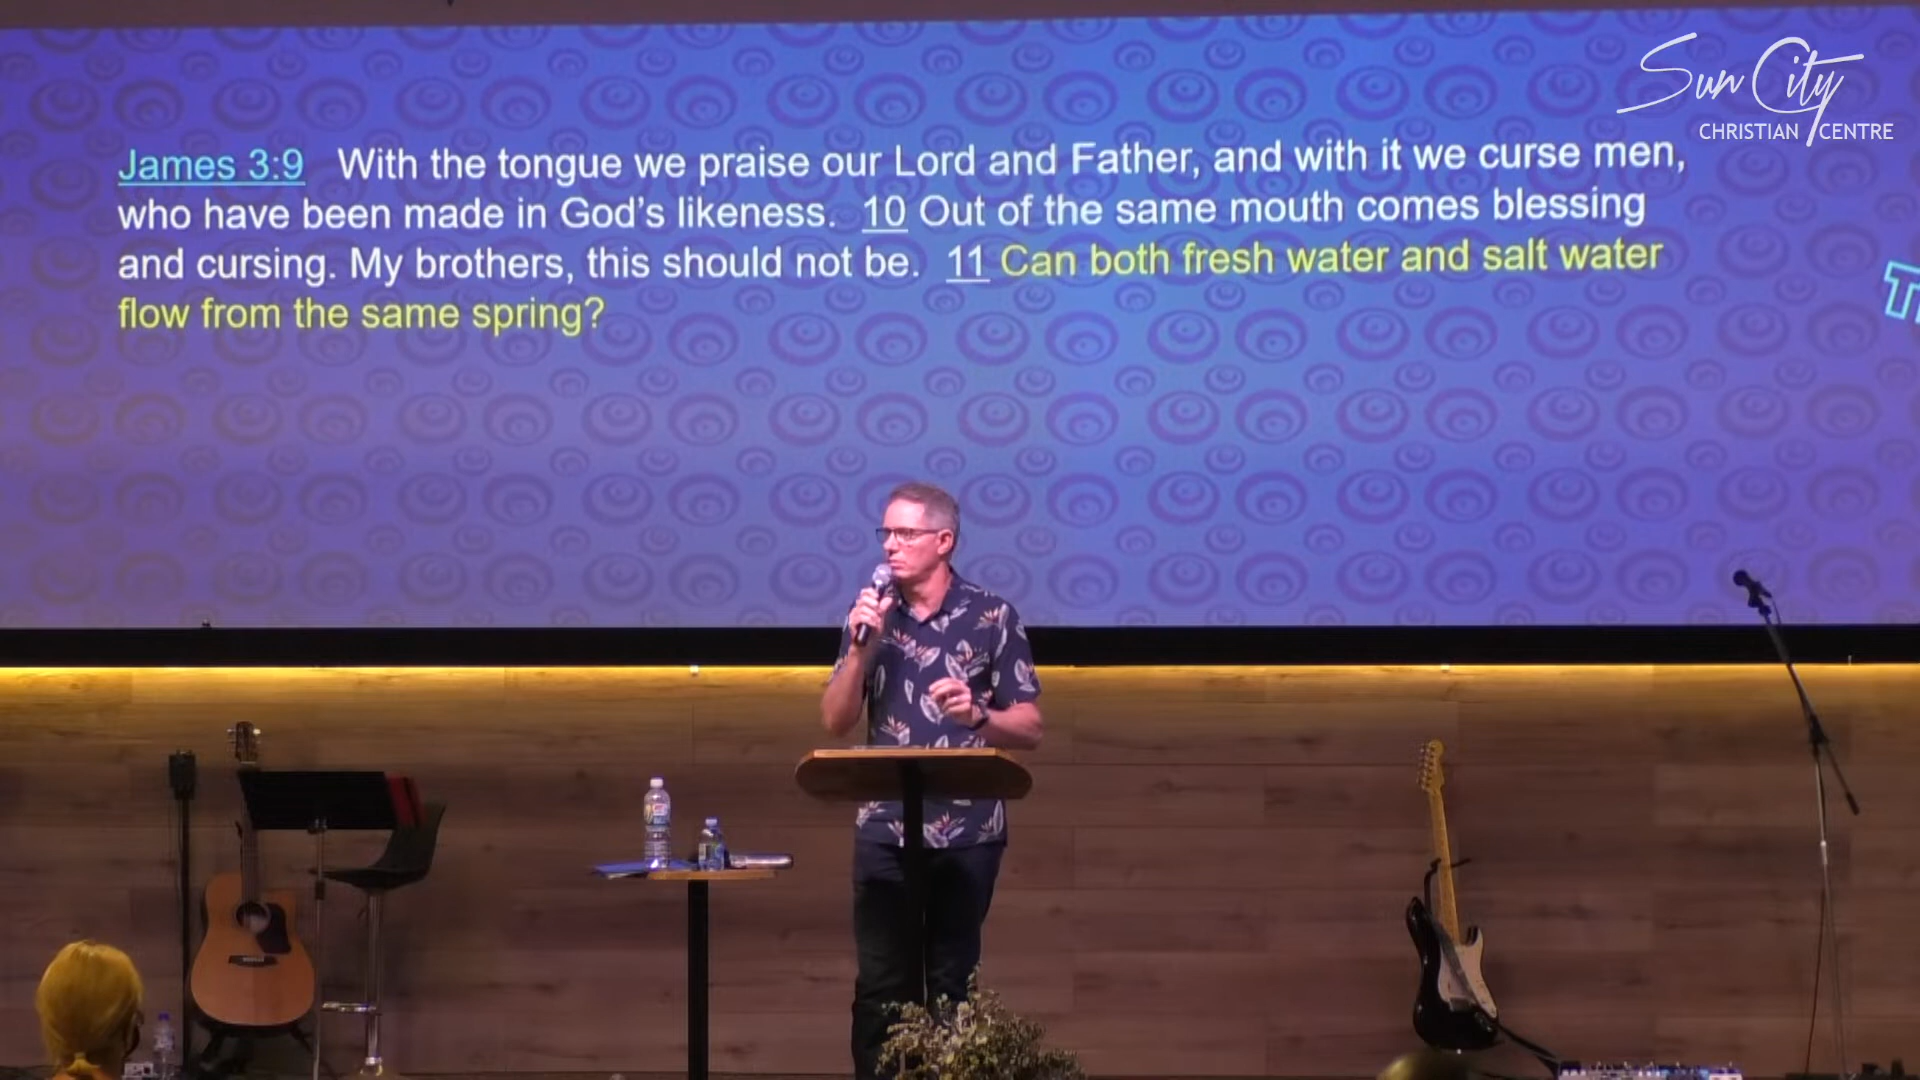 Sun City
CHRISTIAN CENTRE
James 3:9 With the tongue we praise our Lord and Father, and with it we curse men,
who have been made in God's likeness. 10 Out of the same mouth comes blessing
and cursing. My brothers, this should not be. 11 Can both fresh water and salt water
flow from the same spring?